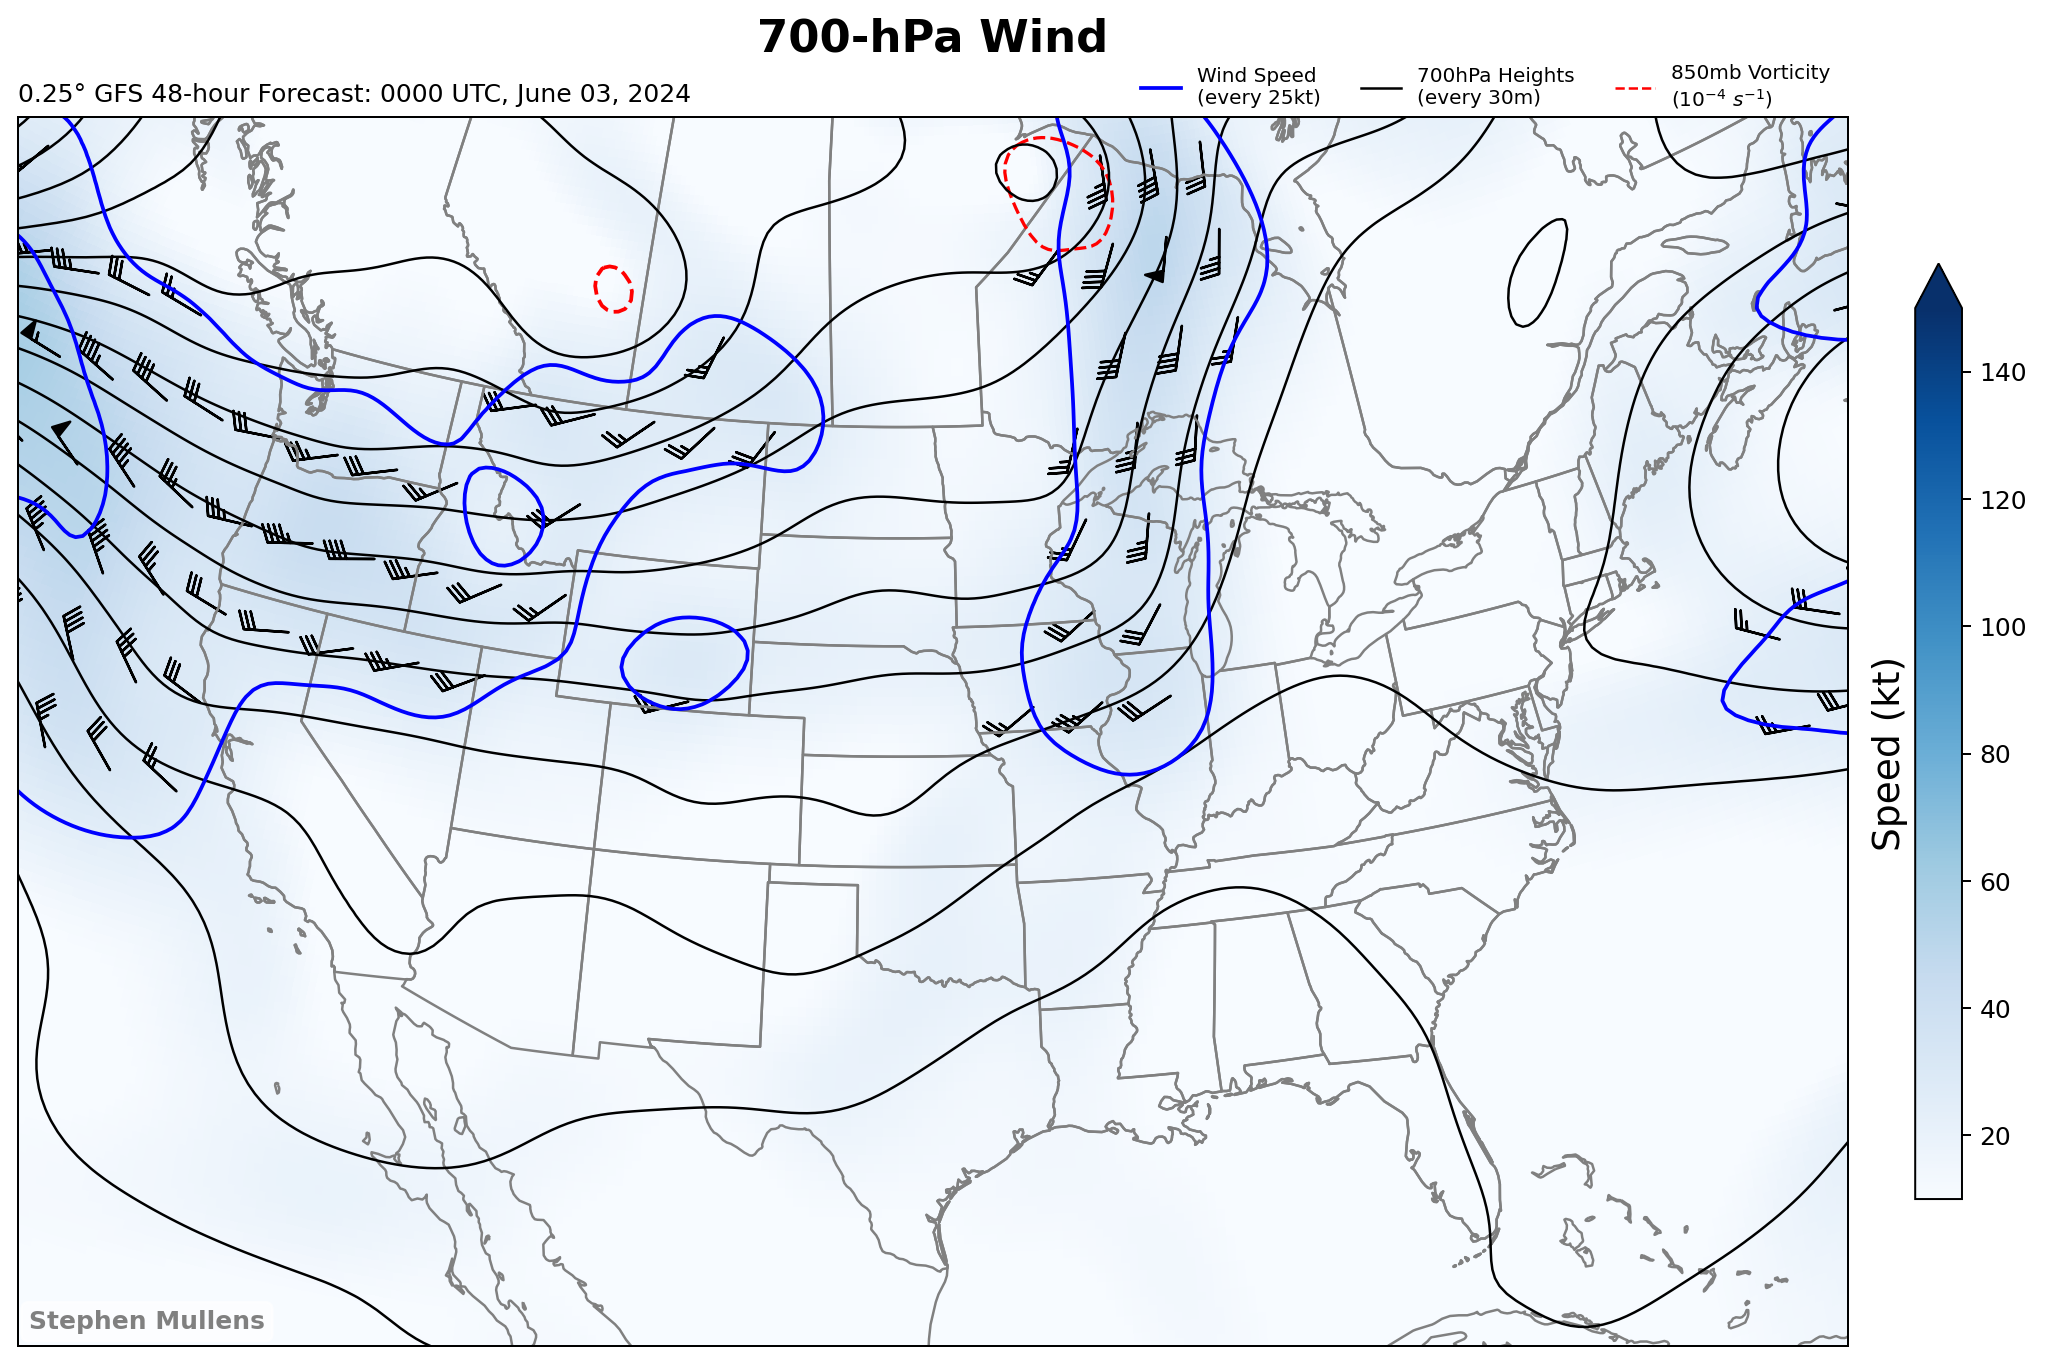 700-hPa Wind
0.25° GFS 48-hour Forecast: 0000 UTC, June 03, 2024
Wind Speed
(every 25kt)
700hPa Heights
(every 30m)
850mb Vorticity
(10⁻⁴ s⁻¹)
140
120
100
80
60
40
20
Speed (kt)
Stephen Mullens